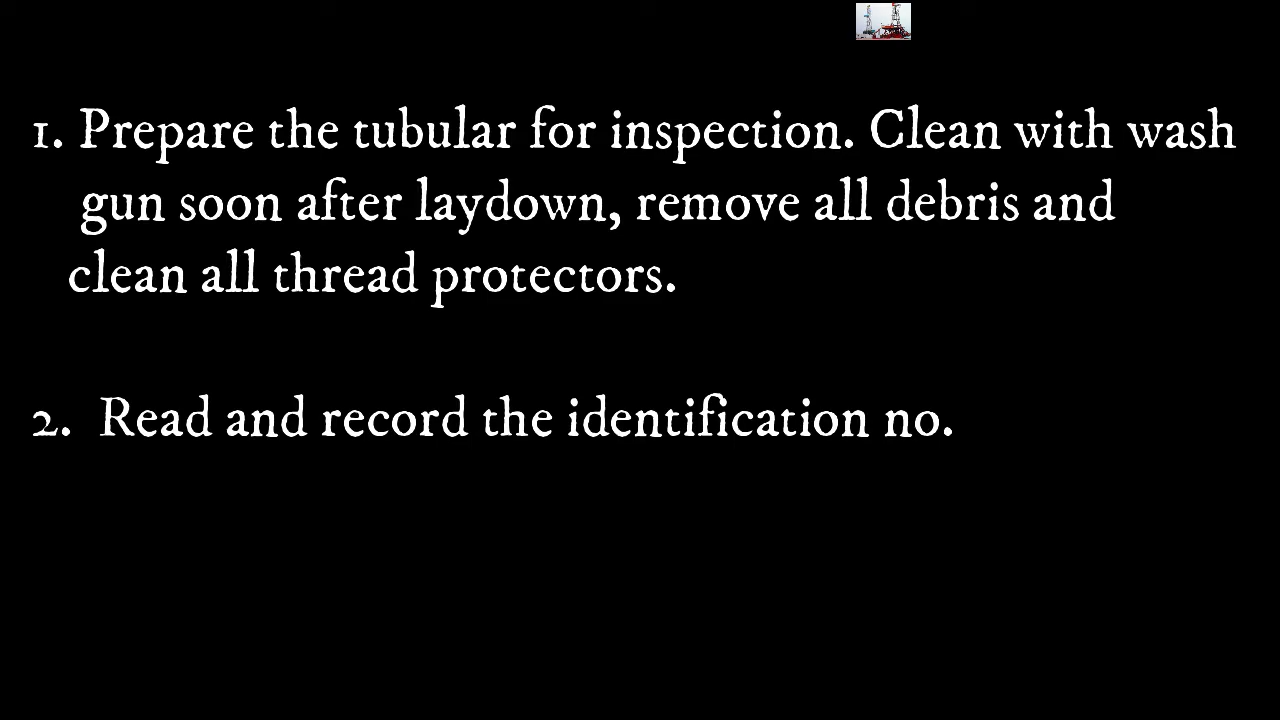 1. Prepare the tubular for inspection. Clean with wash
gun soon after laydown, remove all debris and
clean all thread protectors.
2. Read and record the identification no.